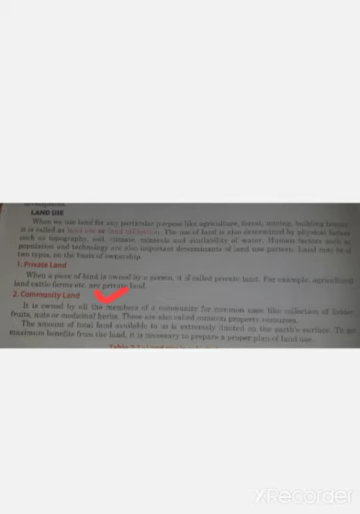 LAND USE
When we use land for any particular purpose like agriculture, forest, mining, building houses
it is called as land use or land utilisation. The use of land is also determined by physical factors
such as topography, soil, climate, minerals and availability of water. Human factors such as
population and technology are also important determinants of land use pattern. Land may be of
two types, on the basis of ownership.
1. Private Land
When a piece of land is owned by a person, it if called private land. For example, agricultural
land cattle farms etc. are private land.
2. Community Land
It is owned by all the members of a community for common uses like collection of fodder
fruits, nuts or medicinal herbs. These are also called common property resources.
The amount of total land available to us is extremely limited on the earth's surface. To get
maximum benefits from the land, it is necessary to prepare a proper plan of land use.
XRecorder